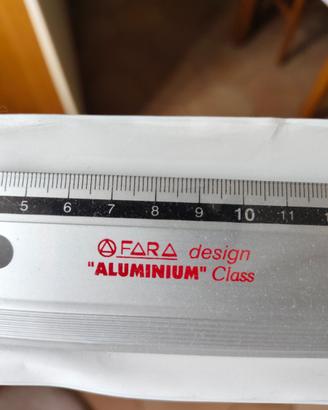 5 6 7 8 9 10 11
FARA design
"ALUMINIUM" Class